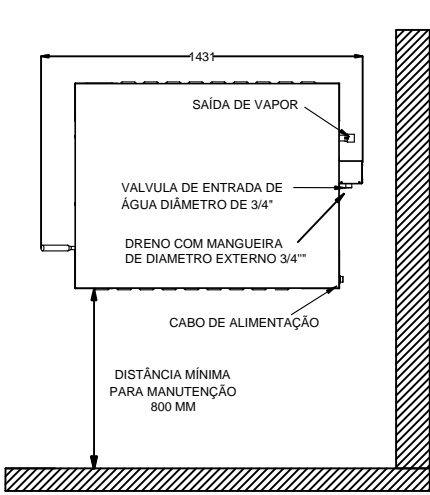 1431
SAÍDA DE VAPOR
VALVULA DE ENTRADA DE
ÁGUA DIÂMETRO DE 3/4"
DRENO COM MANGUEIRA
DE DIAMETRO EXTERNO 3/4""
CABO DE ALIMENTAÇÃO
DISTÂNCIA MÍNIMA
PARA MANUTENÇÃO
800 MM